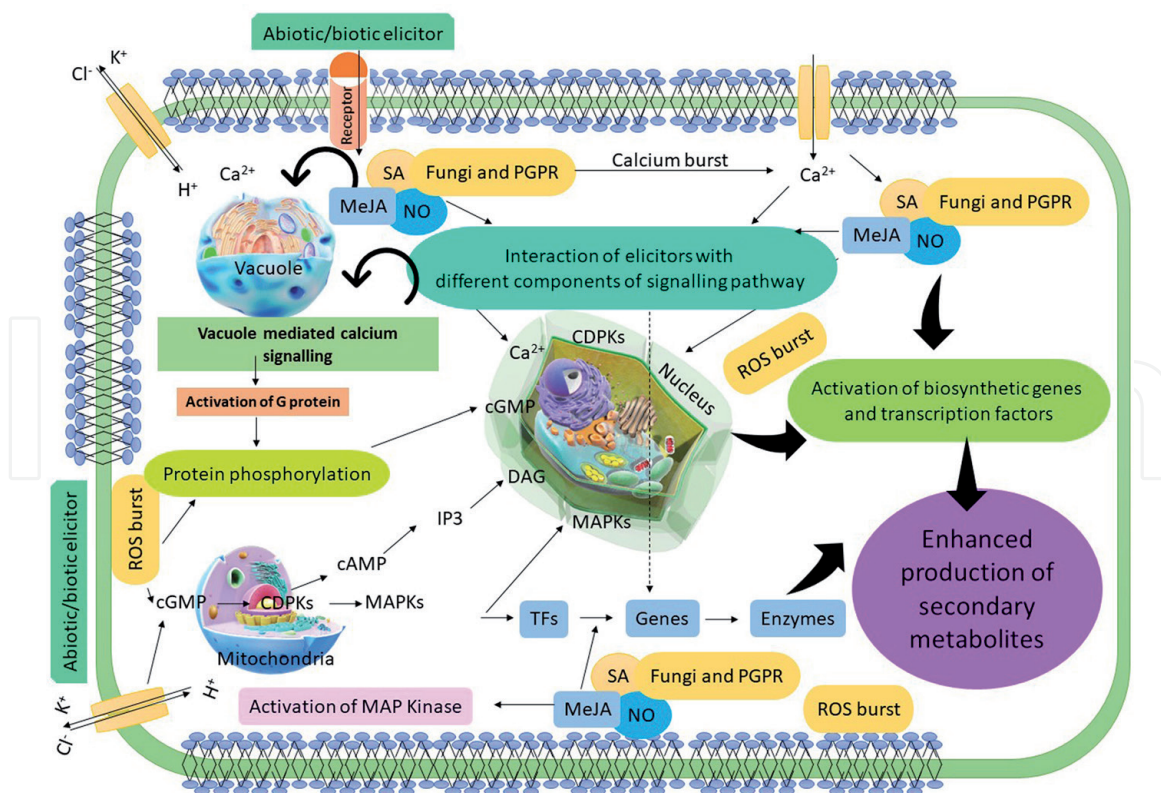 Abiotic/biotic elicitor
K+
Cl-
H+
Receptor
Ca2+
SA
Fungi and PGPR
MeJA
NO
Calcium burst
Ca2+
SA
Fungi and PGPR
MeJA
NO
Vacuole
Interaction of elicitors with
different components of signalling pathway
Vacuole mediated calcium
signalling
Activation of G protein
Protein phosphorylation
Ca2+
CDPKs
Nucleus
cGMP
DAG
MAPKs
ROS burst
Activation of biosynthetic genes
and transcription factors
Abiotic/biotic elicitor
ROS burst
IP3
cAMP
cGMP
CDPKs
MAPKs
Mitochondria
TFs
Genes
Enzymes
Enhanced
production of
secondary
metabolites
H+
K+
Cl-
Activation of MAP Kinase
SA
Fungi and PGPR
MeJA
NO
ROS burst